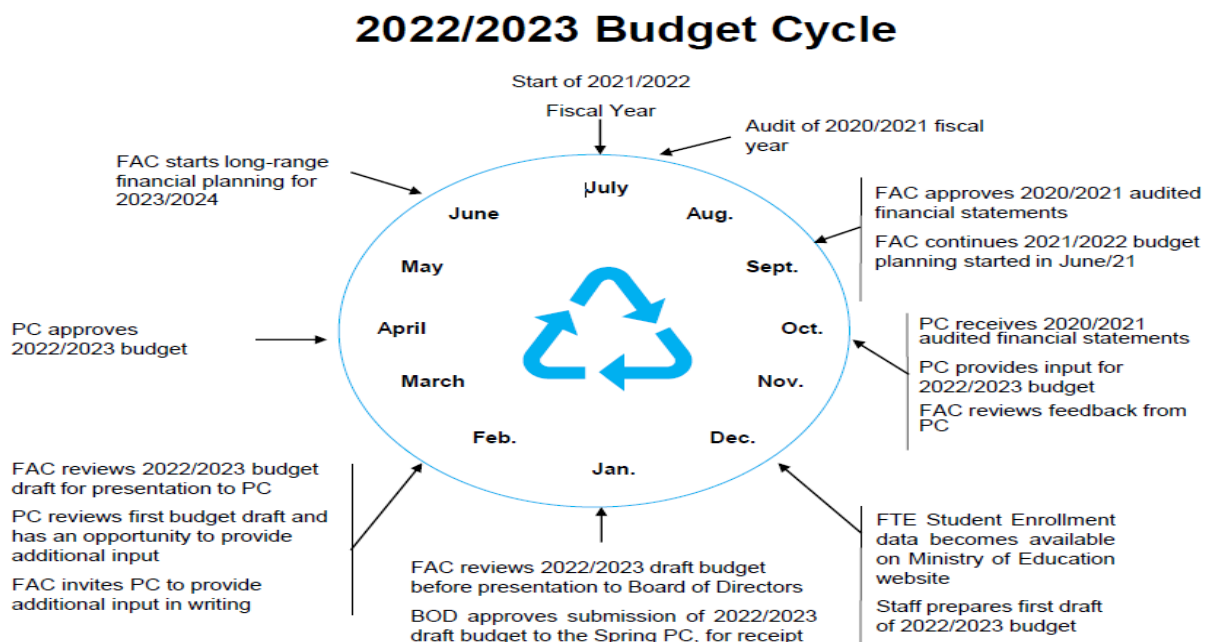 2022/2023 Budget Cycle
Start of 2021/2022
Fiscal Year
Audit of 2020/2021 fiscal
year
FAC starts long-range
financial planning for
2023/2024
FAC approves 2020/2021 audited
financial statements
FAC continues 2021/2022 budget
planning started in June/21
July
Aug.
Sept.
Oct.
Nov.
Dec.
Jan.
Feb.
March
April
May
June
PC approves
2022/2023 budget
PC receives 2020/2021
audited financial statements
PC provides input for
2022/2023 budget
FAC reviews feedback from
PC
FAC reviews 2022/2023 budget
draft for presentation to PC
PC reviews first budget draft and
has an opportunity to provide
additional input
FAC invites PC to provide
additional input in writing
FAC reviews 2022/2023 draft budget
before presentation to Board of Directors
BOD approves submission of 2022/2023
draft budget to the Spring PC, for receipt
FTE Student Enrollment
data becomes available
on Ministry of Education
website
Staff prepares first draft
of 2022/2023 budget